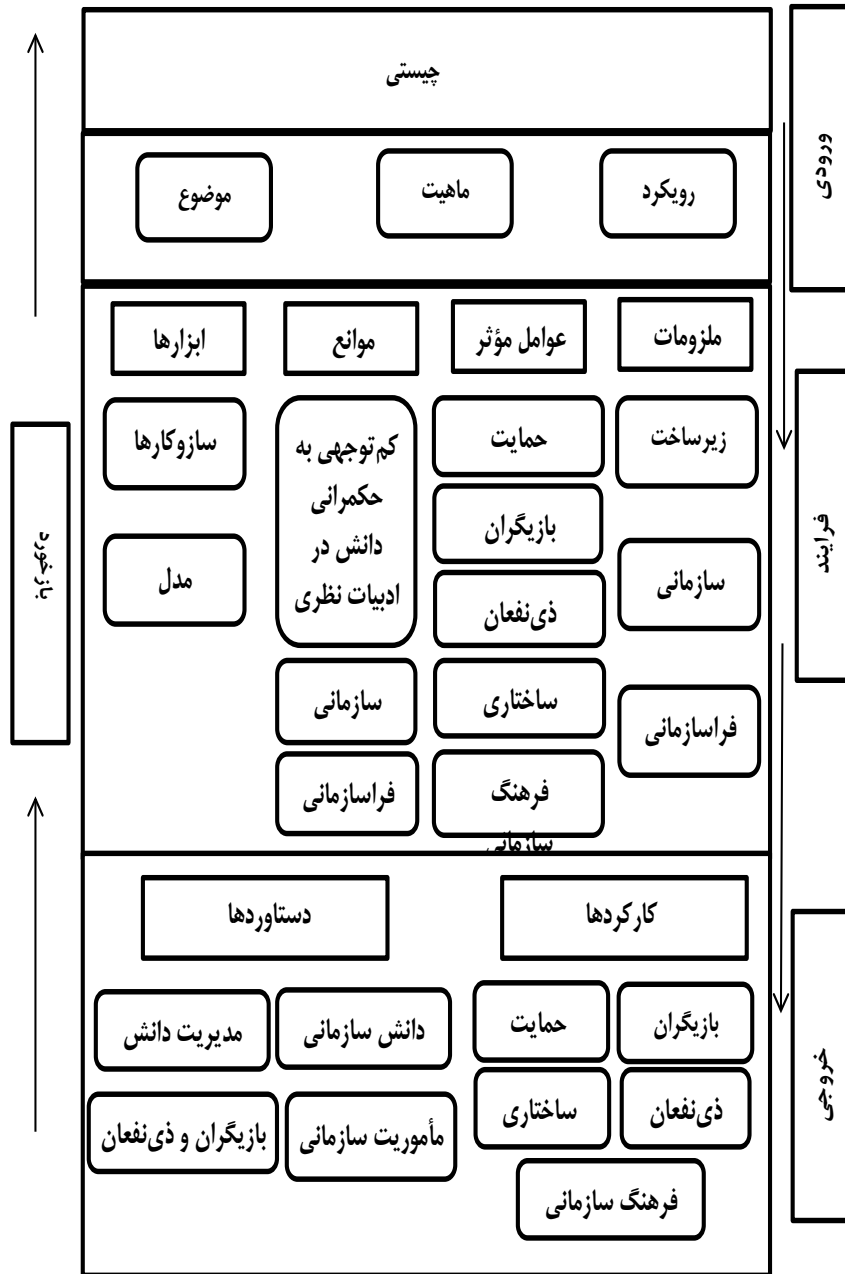 چیستی
ورودی
رویکرد
ماهیت
موضوع
ملزومات
عوامل مؤثر
موانع
ابزارها
فرایند
زیرساخت
سازمانی
فراسازمانی
حمایت
بازیگران
ذی‌نفعان
ساختاری
فرهنگ
سازمانی
کم‌توجهی به
حکمرانی
دانش در
ادبیات نظری
سازمانی
فراسازمانی
سازوکارها
مدل
بازخورد
خروجی
کارکردها
دستاوردها
بازیگران
حمایت
ذی‌نفعان
ساختاری
فرهنگ سازمانی
دانش سازمانی
مدیریت دانش
مأموریت سازمانی
بازیگران و ذی‌نفعان